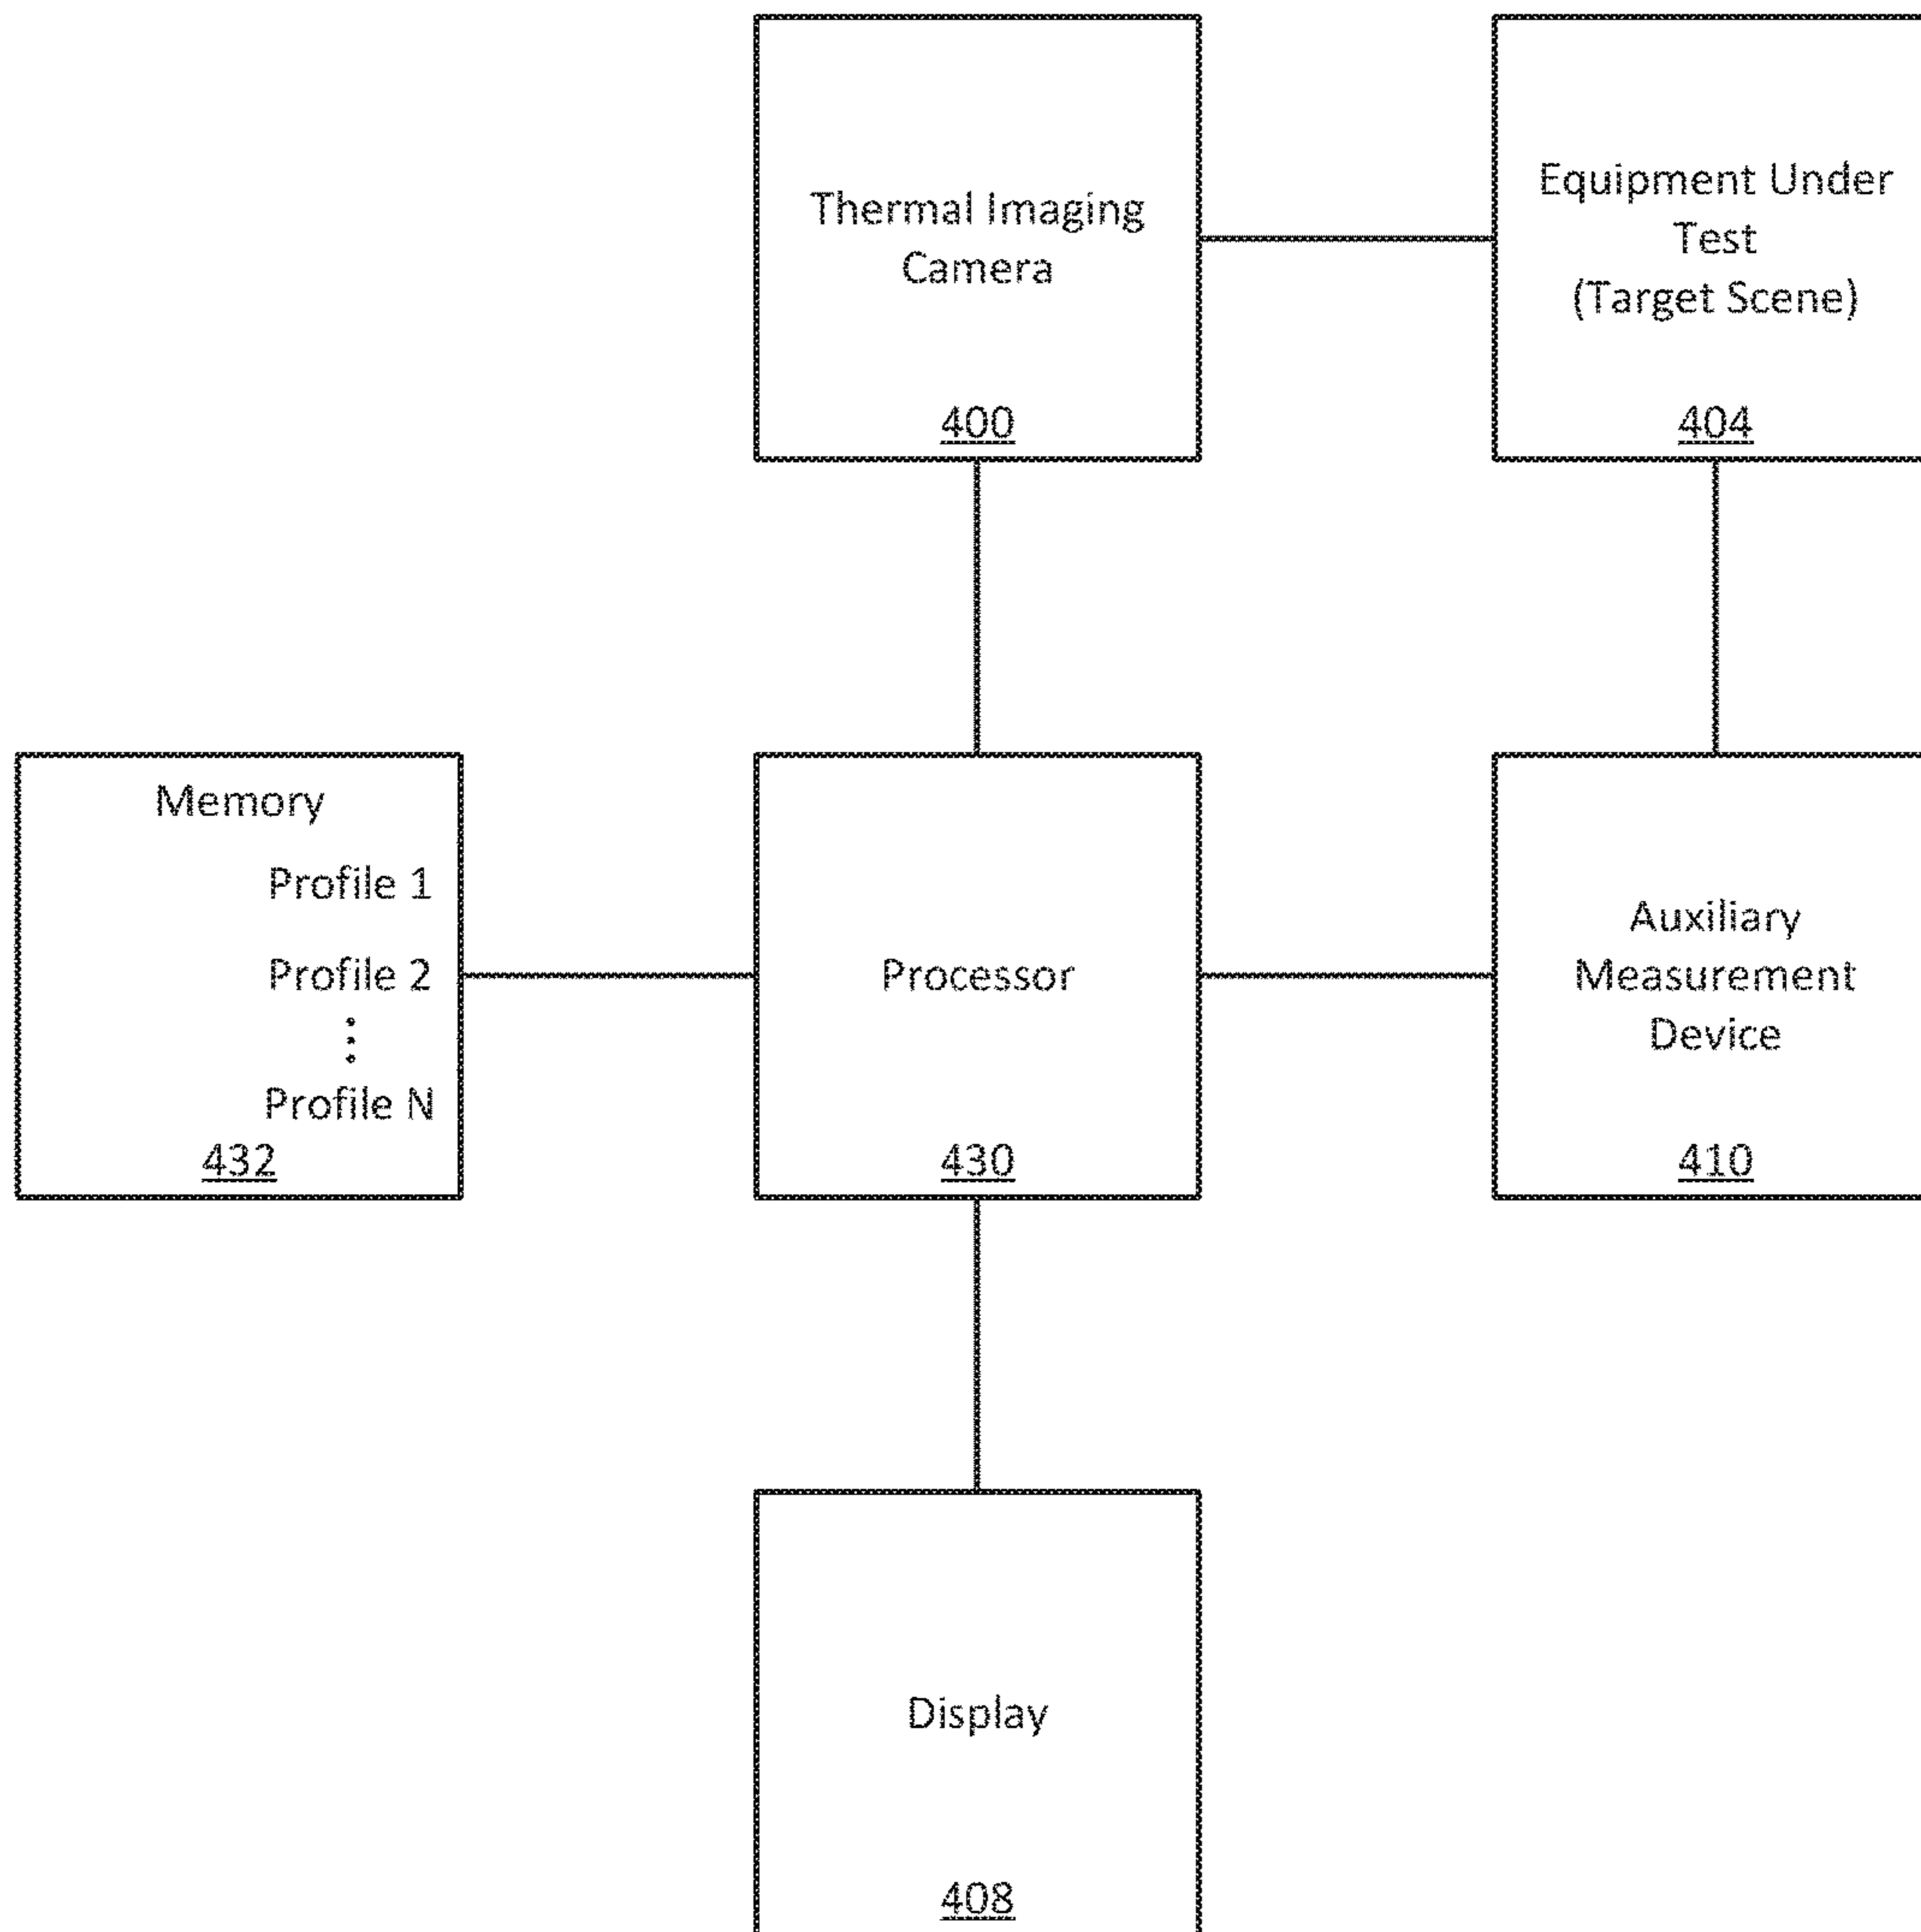 Thermal Imaging
Camera
400
Equipment Under
Test
(Target Scene)
404
Memory
Profile 1
Profile 2
⋮
Profile N
432
Processor
430
Auxiliary
Measurement
Device
410
Display
408